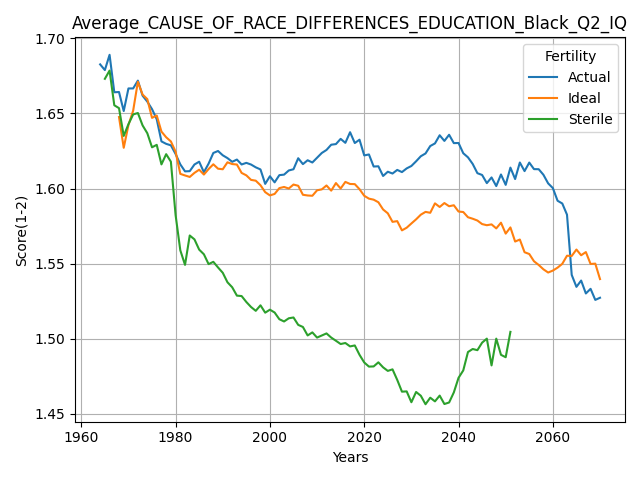 Average_CAUSE_OF_RACE_DIFFERENCES_EDUCATION_Black_Q2_IQ
Fertility
Actual
Ideal
Sterile
Score(1-2)
1.70
1.65
1.60
1.55
1.50
1.45
1960
1980
2000
2020
2040
2060
Years